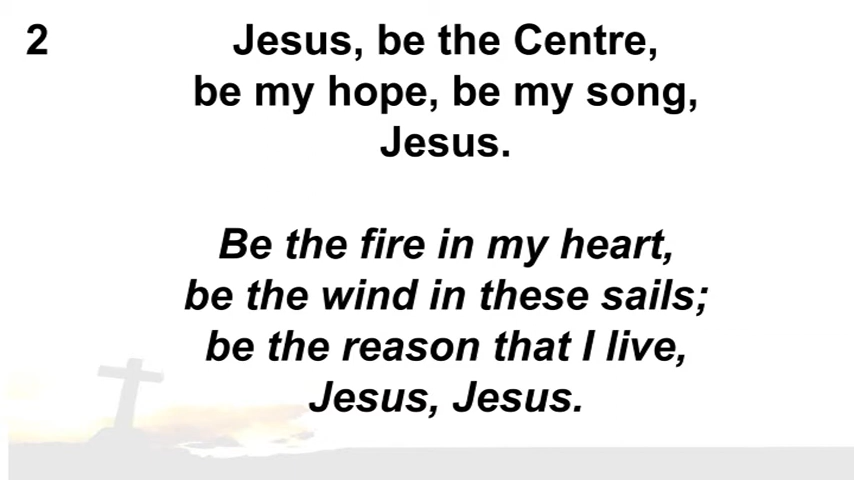 2
Jesus, be the Centre,
be my hope, be my song,
Jesus.
Be the fire in my heart,
be the wind in these sails;
be the reason that I live,
Jesus, Jesus.